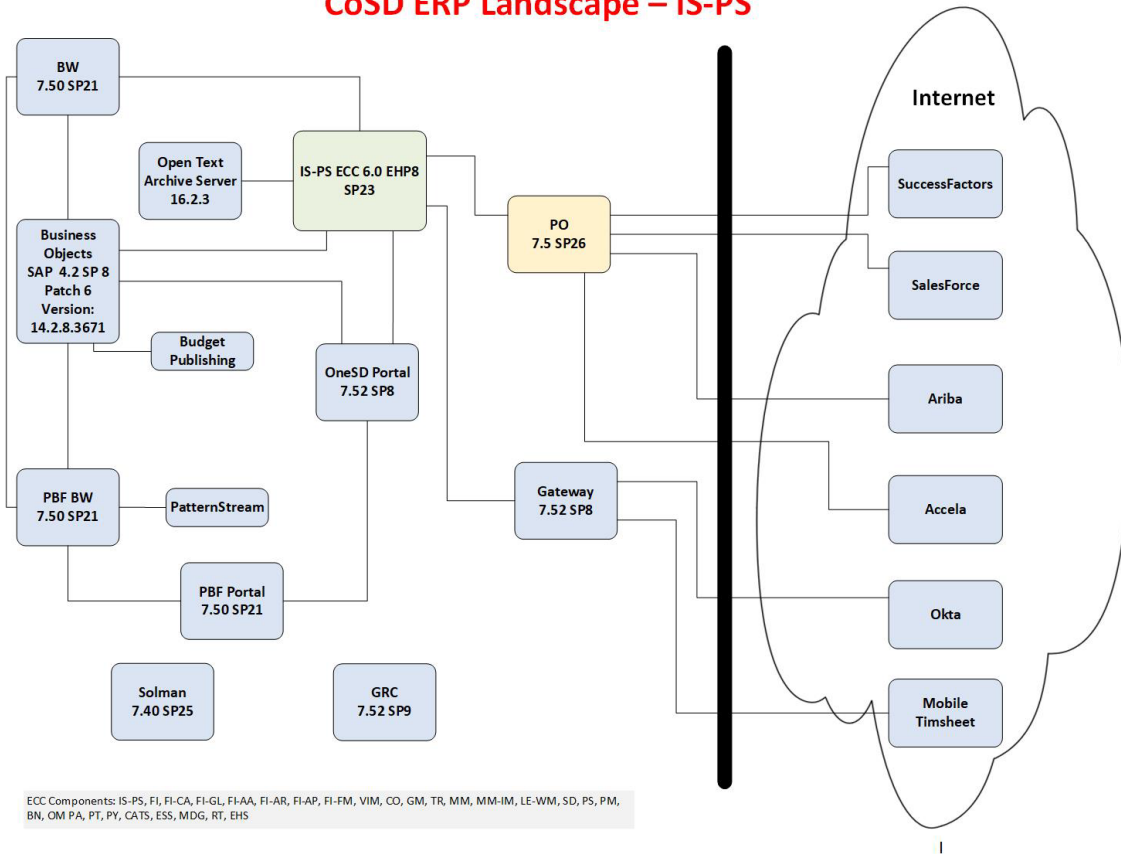 CoSD ERP Landscape – IS-PS
BW
7.50 SP21
Open Text
Archive Server
16.2.3
IS-PS ECC 6.0 EHP8
SP23
Business
Objects
SAP 4.2 SP 8
Patch 6
Version:
14.2.8.3671
Budget
Publishing
OneSD Portal
7.52 SP8
PO
7.5 SP26
PBF BW
7.50 SP21
PatternStream
Gateway
7.52 SP8
PBF Portal
7.50 SP21
Solman
7.40 SP25
GRC
7.52 SP9
Internet
SuccessFactors
SalesForce
Ariba
Accela
Okta
Mobile
Timsheet
ECC Components: IS-PS, FI, FI-CA, FI-GL, FI-AA, FI-AR, FI-AP, FI-FM, VIM, CO, GM, TR, MM, MM-IM, LE-WM, SD, PS, PM,
BN, OM PA, PT, PY, CATS, ESS, MDG, RT, EHS